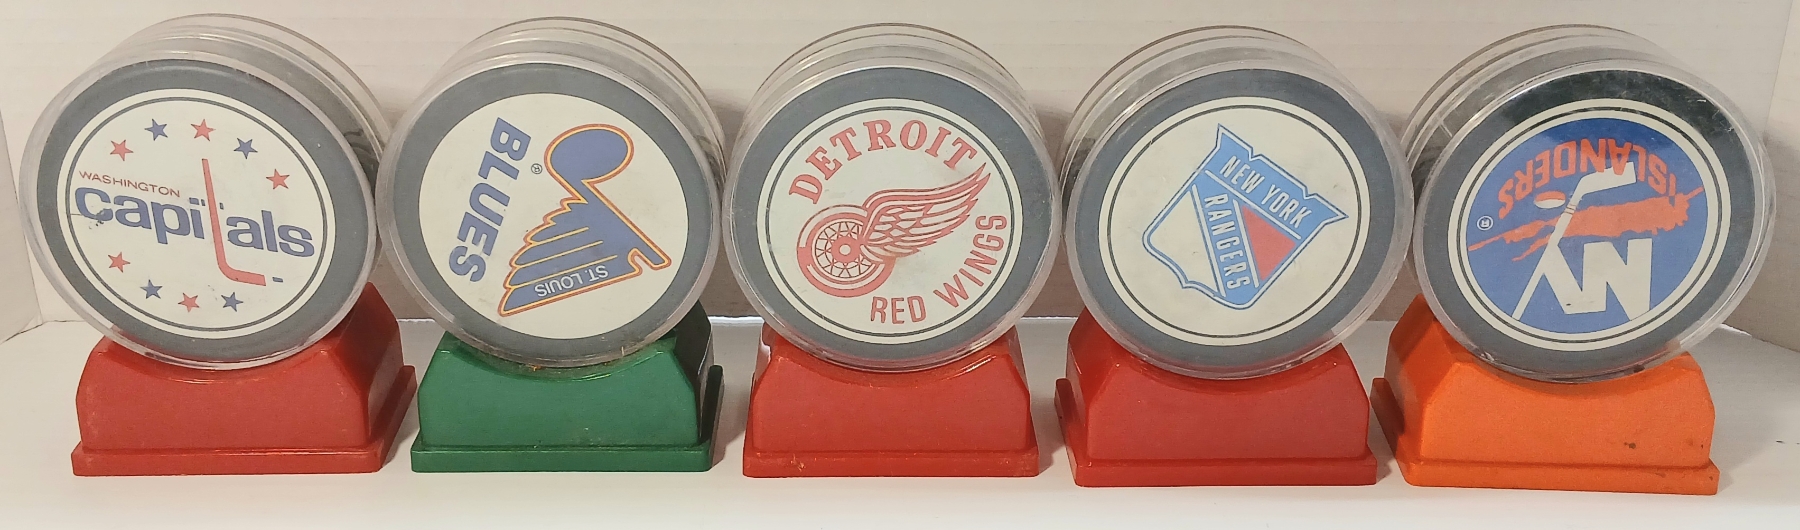 WASHINGTON
capitals
BLUES
®
ST. LOUIS
DETROIT
RED WINGS
NEW YORK
RANGERS
ISLANDERS
®
NY